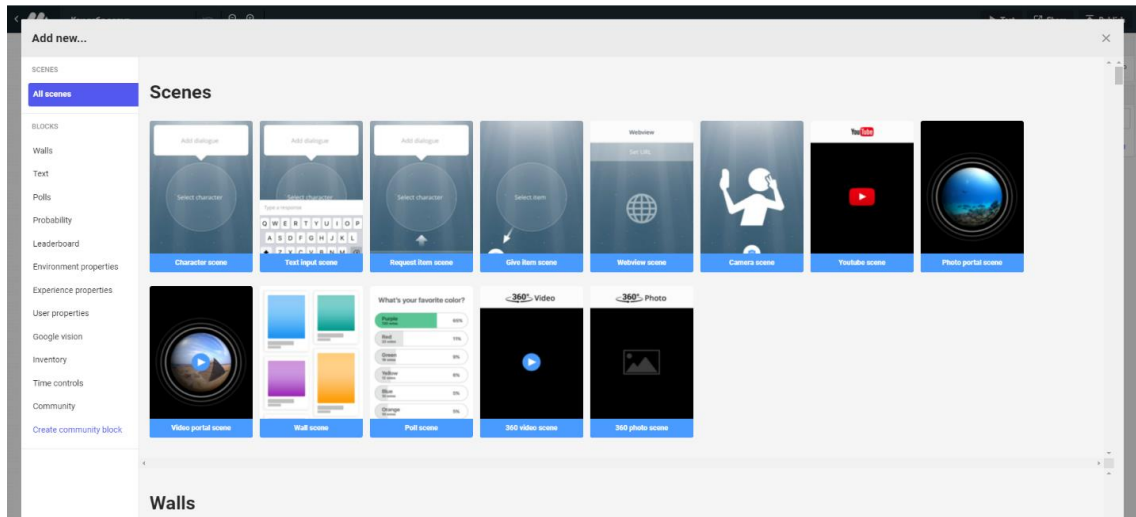 Add new...
SCENES
All scenes
BLOCKS
Walls
Text
Polls
Probability
Leaderboard
Environment properties
Experience properties
User properties
Google vision
Inventory
Time controls
Community
Create community block
Scenes
Add dialogue
Select character
Character scene
Add dialogue
Select character
Type a response
Q W E R T Y U I O P
A S D F G H J K L
Text input scene
Add dialogue
Select character
Request item scene
Select item
Give item scene
Webview
Set URL
Webview scene
Camera scene
YouTube
Youtube scene
Photo portal scene
Video portal scene
Wall scene
What's your favorite color?
Purple
Red
Green
Yellow
Blue
Orange
Poll scene
360° Video
360 video scene
360° Photo
360 photo scene
Walls